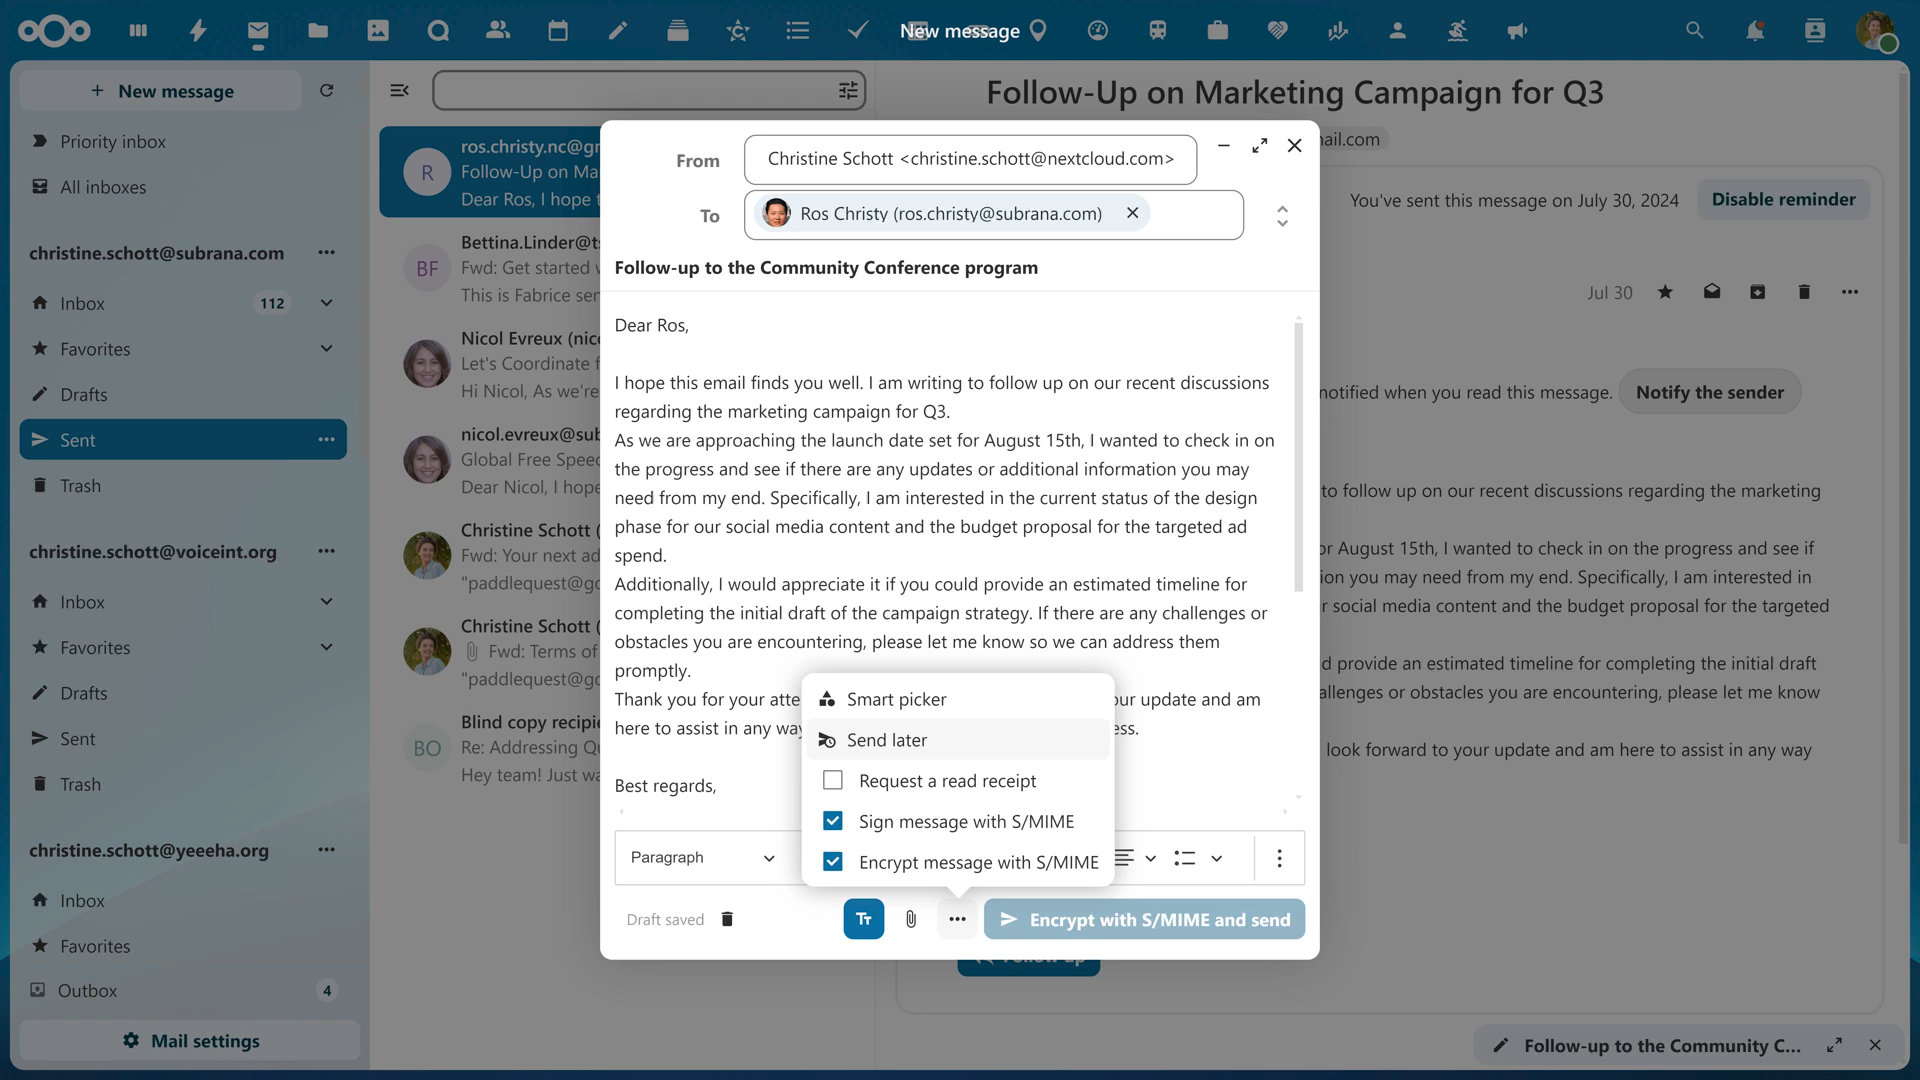 New message
New message
Priority inbox
All inboxes
christine.schott@subrana.com
Inbox 112
Favorites
Drafts
Sent
Trash
christine.schott@voiceint.org
Inbox
Favorites
Drafts
Sent
Trash
christine.schott@yeeeha.org
Inbox
Favorites
Outbox 4
Mail settings
R
ros.christy.nc@g
Follow-Up on Ma
Dear Ros, I hope
BF
Bettina.Linder@t
Fwd: Get started
This is Fabrice se
Nicol Evreux (nic
Let's Coordinate
Hi Nicol, As we're
nicol.evreux@su
Global Free Spee
Dear Nicol, I hope
Christine Schott (
Fwd: Your next ad
"paddlequest@g
Christine Schott (
Fwd: Terms of
"paddlequest@g
BO
Blind copy recipie
Re: Addressing Q
Hey team! Just wa
From Christine Schott <christine.schott@nextcloud.com>
To Ros Christy (ros.christy@subrana.com)
Follow-up to the Community Conference program
Dear Ros,
I hope this email finds you well. I am writing to follow up on our recent discussions
regarding the marketing campaign for Q3.
As we are approaching the launch date set for August 15th, I wanted to check in on
the progress and see if there are any updates or additional information you may
need from my end. Specifically, I am interested in the current status of the design
phase for our social media content and the budget proposal for the targeted ad
spend.
Additionally, I would appreciate it if you could provide an estimated timeline for
completing the initial draft of the campaign strategy. If there are any challenges or
obstacles you are encountering, please let me know so we can address them
promptly.
Thank you for your atte
our update and am
here to assist in any way
ess.
Best regards,
Smart picker
Send later
Request a read receipt
Sign message with S/MIME
Encrypt message with S/MIME
Paragraph
Draft saved
Tт
Encrypt with S/MIME and send
Follow-Up on Marketing Campaign for Q3
ail.com
You've sent this message on July 30, 2024 Disable reminder
Jul 30
notified when you read this message. Notify the sender
to follow up on our recent discussions regarding the marketing
or August 15th, I wanted to check in on the progress and see if
ion you may need from my end. Specifically, I am interested in
r social media content and the budget proposal for the targeted
d provide an estimated timeline for completing the initial draft
allenges or obstacles you are encountering, please let me know
look forward to your update and am here to assist in any way
Follow up
Follow-up to the Community C...